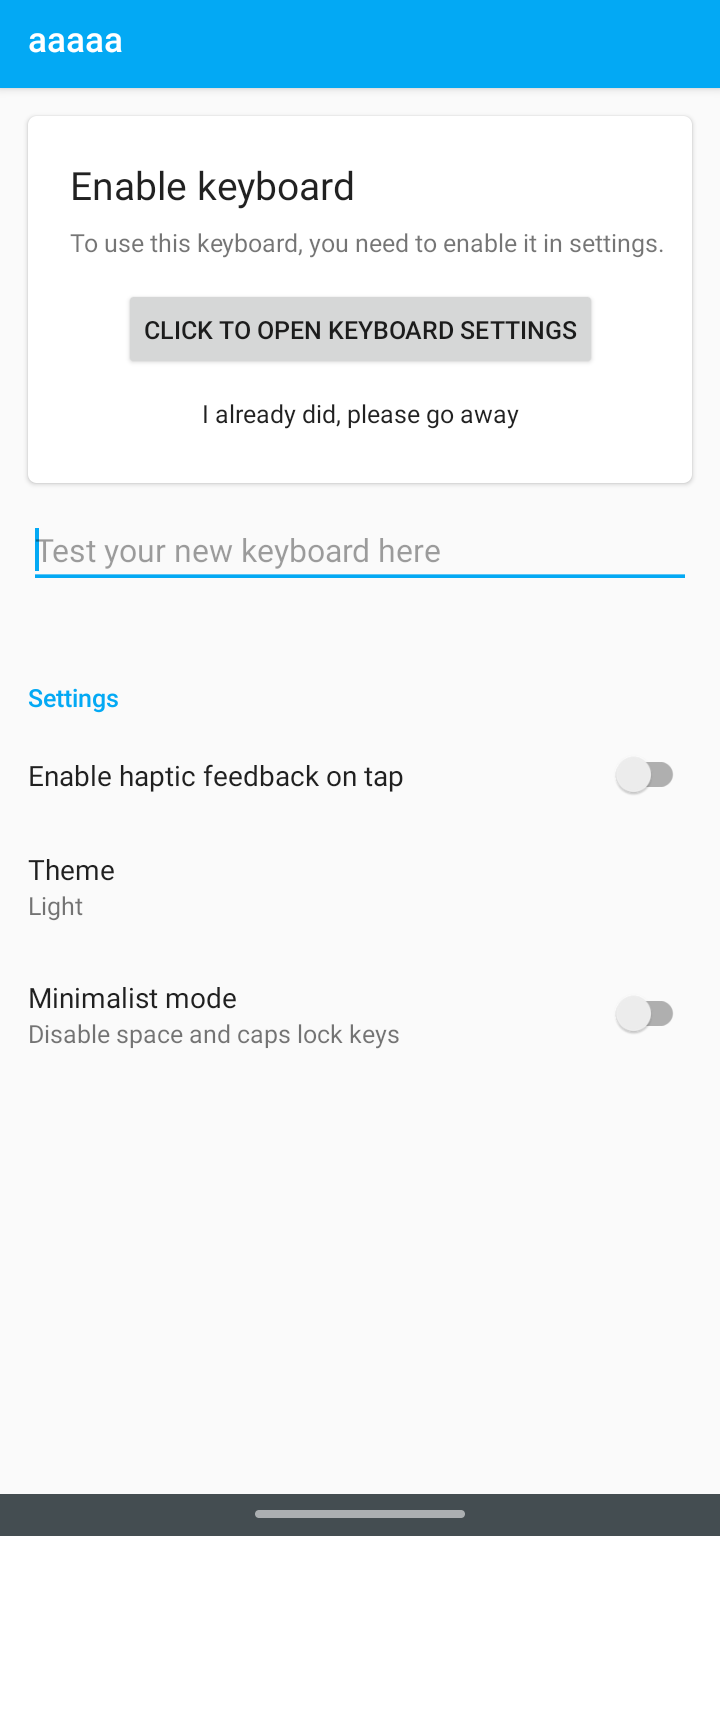 aaaaa
Enable keyboard
To use this keyboard, you need to enable it in settings.
CLICK TO OPEN KEYBOARD SETTINGS
I already did, please go away
Test your new keyboard here
Settings
Enable haptic feedback on tap
Theme
Light
Minimalist mode
Disable space and caps lock keys